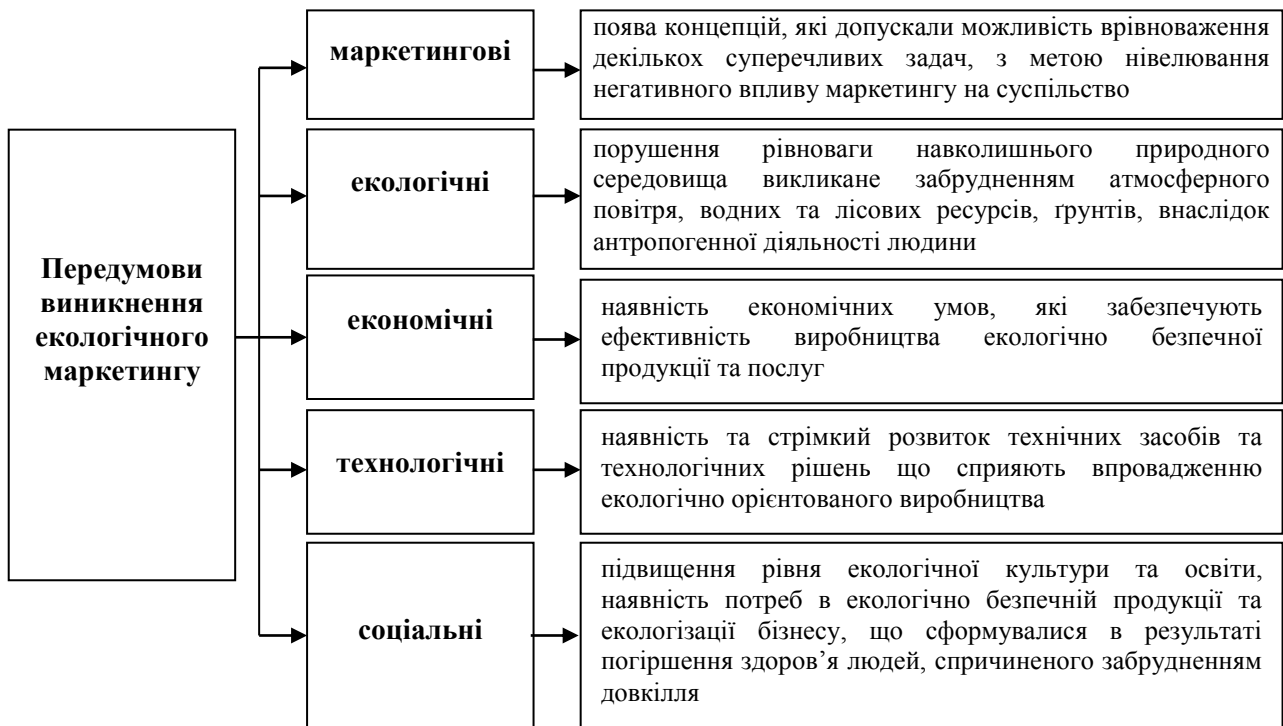 Передумови
виникнення
екологічного
маркетингу
маркетингові
поява концепцій, які допускали можливість врівноваження
декількох суперечливих задач, з метою нівелювання
негативного впливу маркетингу на суспільство
екологічні
порушення рівноваги навколишнього природного
середовища викликане забрудненням атмосферного
повітря, водних та лісових ресурсів, ґрунтів, внаслідок
антропогенної діяльності людини
економічні
наявність економічних умов, які забезпечують
ефективність виробництва екологічно безпечної
продукції та послуг
технологічні
наявність та стрімкий розвиток технічних засобів та
технологічних рішень що сприяють впровадженню
екологічно орієнтованого виробництва
соціальні
підвищення рівня екологічної культури та освіти,
наявність потреб в екологічно безпечній продукції та
екологізації бізнесу, що сформувалися в результаті
погіршення здоров’я людей, спричиненого забрудненням
довкілля